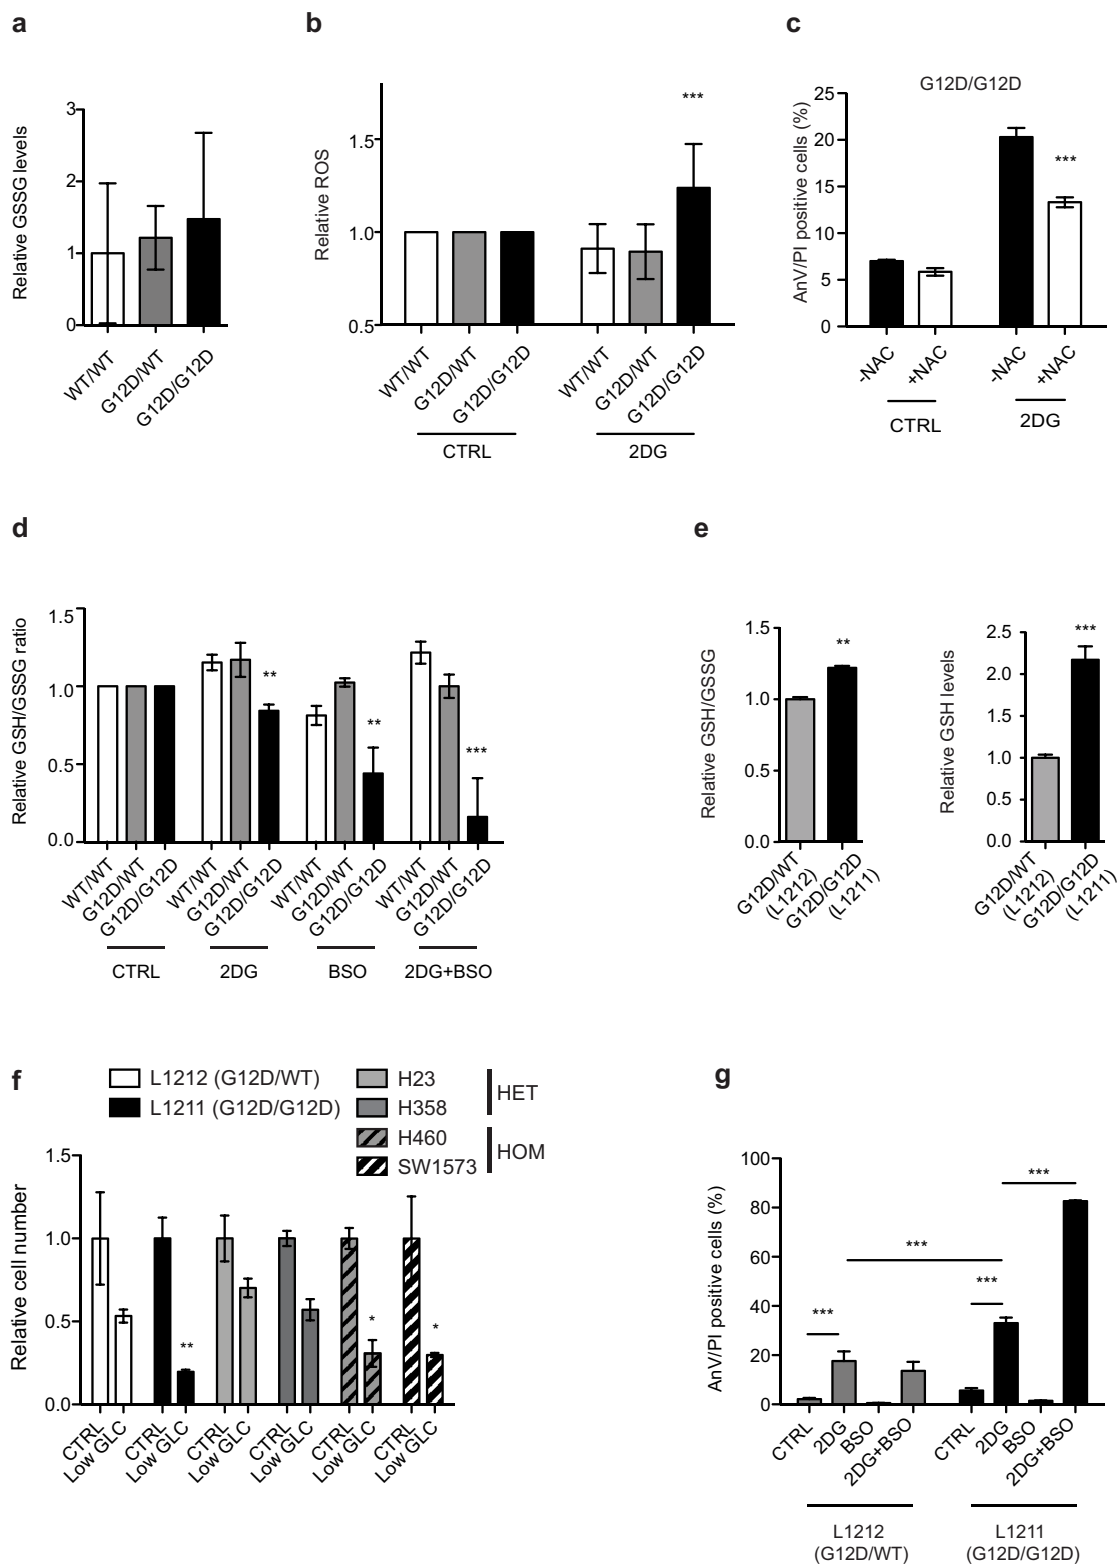 a
Relative GSSG levels
3
2
1
0
WT/WT
G12D/WT
G12D/G12D
b
Relative ROS
1.5
1.0
0.5
***
WT/WT
G12D/WT
G12D/G12D
WT/WT
G12D/WT
G12D/G12D
CTRL
2DG
c
G12D/G12D
AnV/PI positive cells (%)
25
20
15
10
5
0
***
-NAC
+NAC
-NAC
+NAC
CTRL
2DG
d
Relative GSH/GSSG ratio
1.5
1.0
0.5
0.0
**
**
***
WT/WT
G12D/WT
G12D/G12D
WT/WT
G12D/WT
G12D/G12D
WT/WT
G12D/WT
G12D/G12D
WT/WT
G12D/WT
G12D/G12D
CTRL
2DG
BSO
2DG+BSO
e
Relative GSH/GSSG
1.5
1.0
0.5
0.0
**
G12D/WT
(L1212)
G12D/G12D
(L1211)
Relative GSH levels
2.5
2.0
1.5
1.0
0.5
0.0
***
G12D/WT
(L1212)
G12D/G12D
(L1211)
f
L1212 (G12D/WT)
L1211 (G12D/G12D)
H23
H358
HET
H460
SW1573
HOM
Relative cell number
1.5
1.0
0.5
0.0
**
*
*
CTRL
Low GLC
CTRL
Low GLC
CTRL
Low GLC
CTRL
Low GLC
CTRL
Low GLC
CTRL
Low GLC
g
AnV/PI positive cells (%)
100
80
60
40
20
0
***
***
***
***
CTRL
2DG
BSO
2DG+BSO
CTRL
2DG
BSO
2DG+BSO
L1212
(G12D/WT)
L1211
(G12D/G12D)